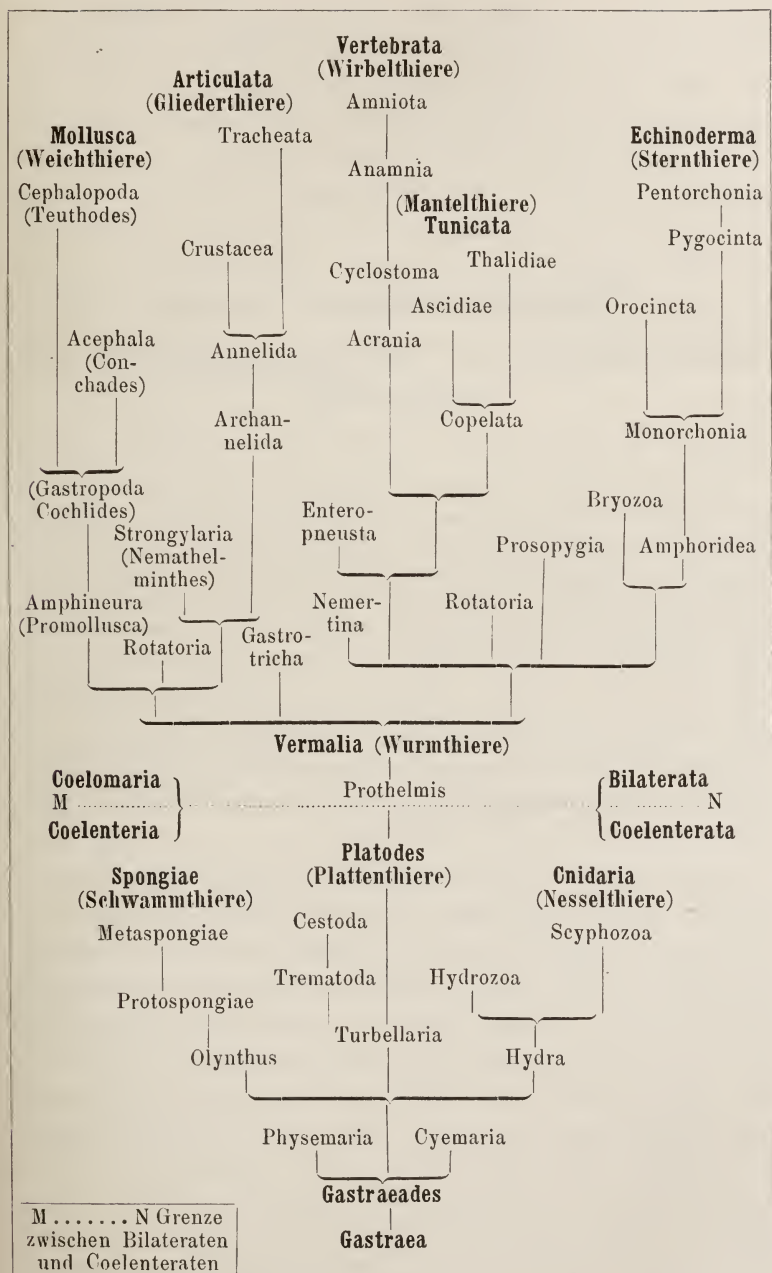 Vertebrata
(Wirbelthiere)
Articulata
(Gliederthiere)
Amniota
Mollusca
(Weichthiere)
Tracheata
Echinoderma
(Sternthiere)
Anamnia
Cephalopoda
(Teuthodes)
(Mantelthiere)
Tunicata
Pentorchonia
Pygocinta
Crustacea
Cyclostoma
Thalidiae
Ascidiae
Orocincta
Acephala
(Con-
chades)
Annelida
Acrania
Archan-
nelida
Copelata
Monorchonia
(Gastropoda
Cochlides)
Entero-
pneusta
Bryozoa
Strongylaria
(Nemathel-
minthes)
Prosopygia
Amphoridea
Amphineura
(Promollusca)
Nemer-
tina
Rotatoria
Rotatoria
Gastro-
tricha
Vermalia (Wurmthiere)
Coelomaria
Bilaterata
Prothelmis
M ........ N
Coelenteria
Coelenterata
Platodes
(Plattenthiere)
Spongiae
(Schwammthiere)
Cnidaria
(Nesselthiere)
Cestoda
Metaspongiae
Scyphozoa
Trematoda
Hydrozoa
Protospongiae
Turbellaria
Olynthus
Hydra
Physemaria
Cyemaria
Gastraeades
Gastraea
M ....... N Grenze
zwischen Bilateraten
und Coelenteraten